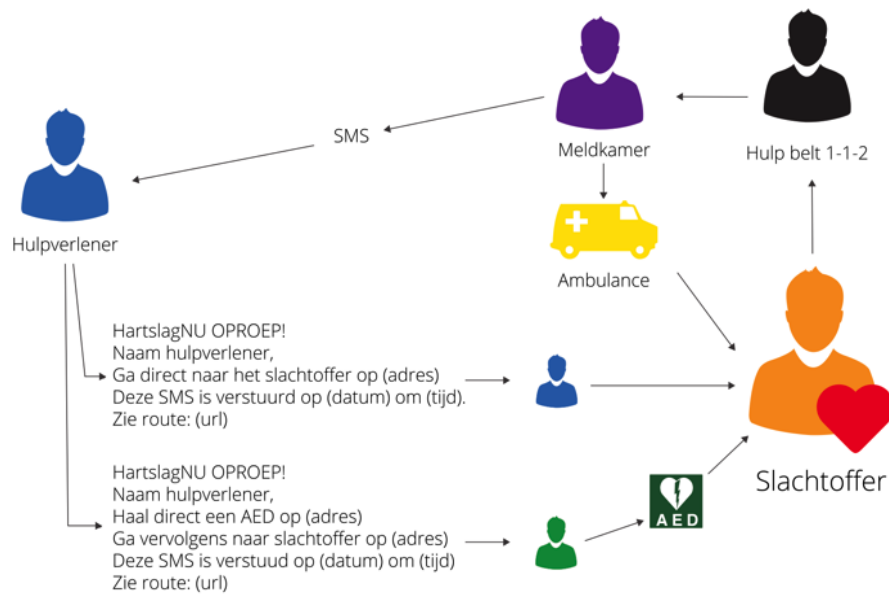 SMS
Meldkamer
Hulp belt 1-1-2
Hulpverlener
Ambulance
HartslagNU OPROEP!
Naam hulpverlener,
Ga direct naar het slachtoffer op (adres)
Deze SMS is verstuurd op (datum) om (tijd).
Zie route: (url)
Slachtoffer
HartslagNU OPROEP!
Naam hulpverlener,
Haal direct een AED op (adres)
Ga vervolgens naar slachtoffer op (adres)
Deze SMS is verstuud op (datum) om (tijd)
Zie route: (url)
AED